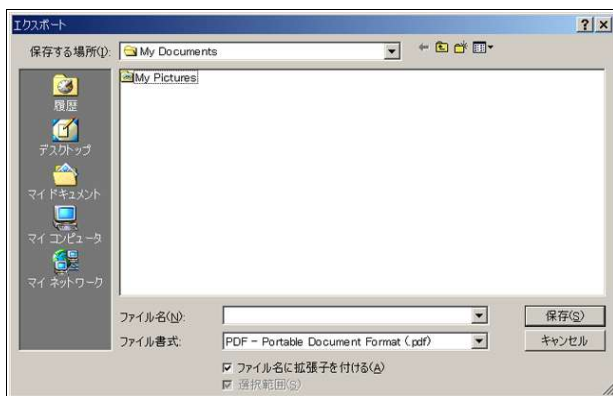 エクスポート
保存する場所(I): My Documents
My Pictures
履歴
デスクトップ
マイ ドキュメント
マイ コンピュータ
マイ ネットワーク
ファイル名(N): 保存(S)
ファイル書式: PDF - Portable Document Format (.pdf) キャンセル
ファイル名に拡張子を付ける(A)
選択範囲(S)